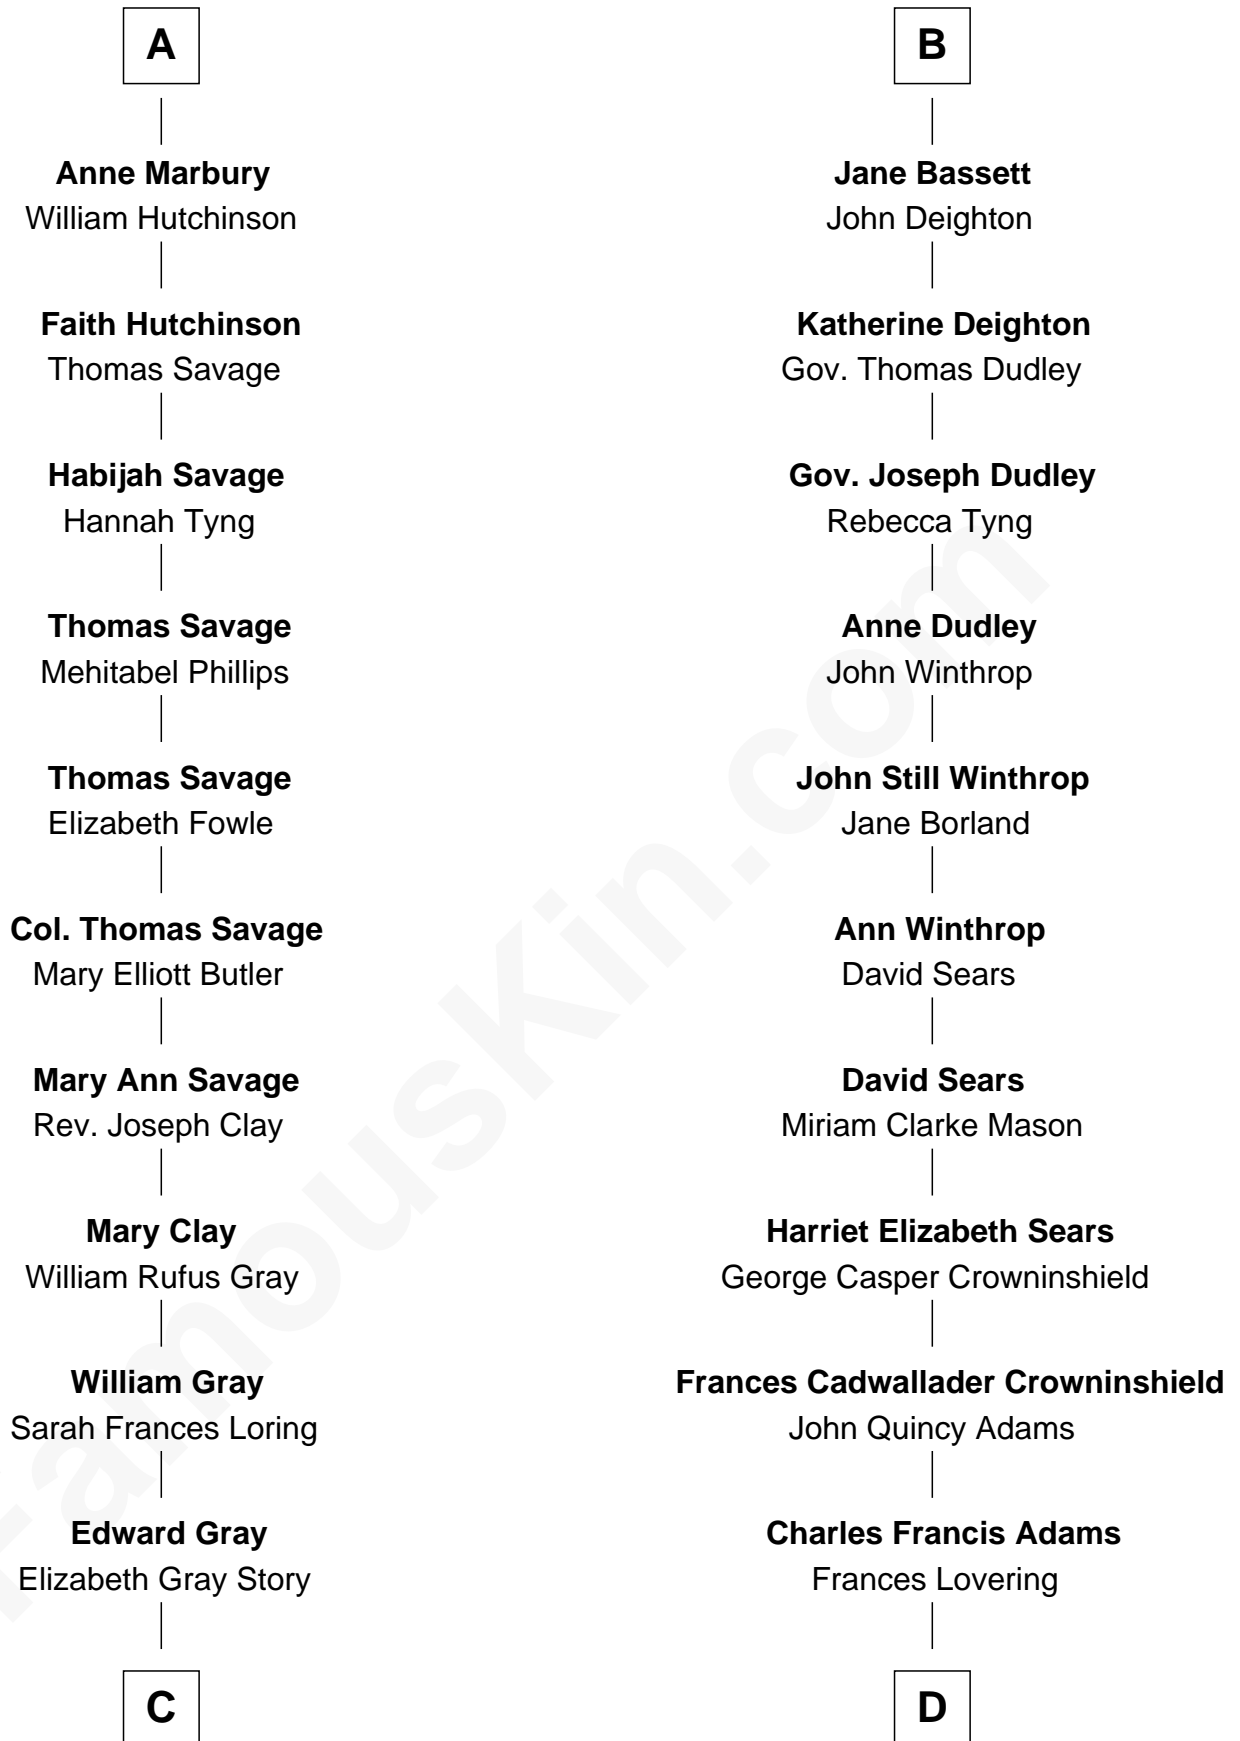 A
Anne Marbury
William Hutchinson
Faith Hutchinson
Thomas Savage
Habijah Savage
Hannah Tyng
Thomas Savage
Mehitabel Phillips
Thomas Savage
Elizabeth Fowle
Col. Thomas Savage
Mary Elliott Butler
Mary Ann Savage
Rev. Joseph Clay
Mary Clay
William Rufus Gray
William Gray
Sarah Frances Loring
Edward Gray
Elizabeth Gray Story
C
B
Jane Bassett
John Deighton
Katherine Deighton
Gov. Thomas Dudley
Gov. Joseph Dudley
Rebecca Tyng
Anne Dudley
John Winthrop
John Still Winthrop
Jane Borland
Ann Winthrop
David Sears
David Sears
Miriam Clarke Mason
Harriet Elizabeth Sears
George Casper Crowninshield
Frances Cadwallader Crowninshield
John Quincy Adams
Charles Francis Adams
Frances Lovering
D
FamousKin.com